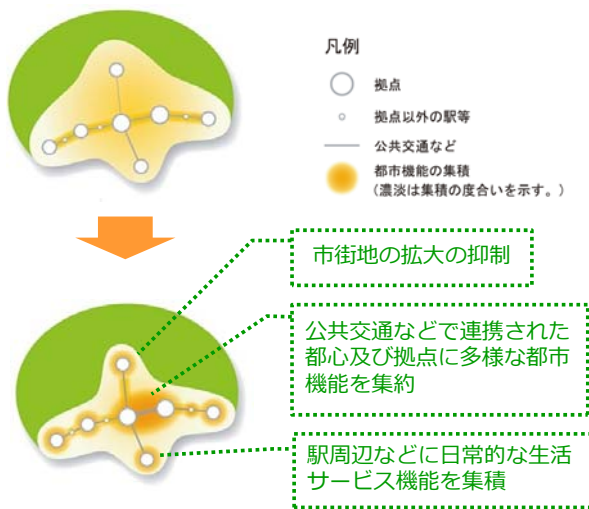 凡例
拠点
拠点以外の駅等
公共交通など
都市機能の集積
(濃淡は集積の度合いを示す。)
市街地の拡大の抑制
公共交通などで連携された
都心及び拠点に多様な都市
機能を集約
駅周辺などに日常的な生活
サービス機能を集積